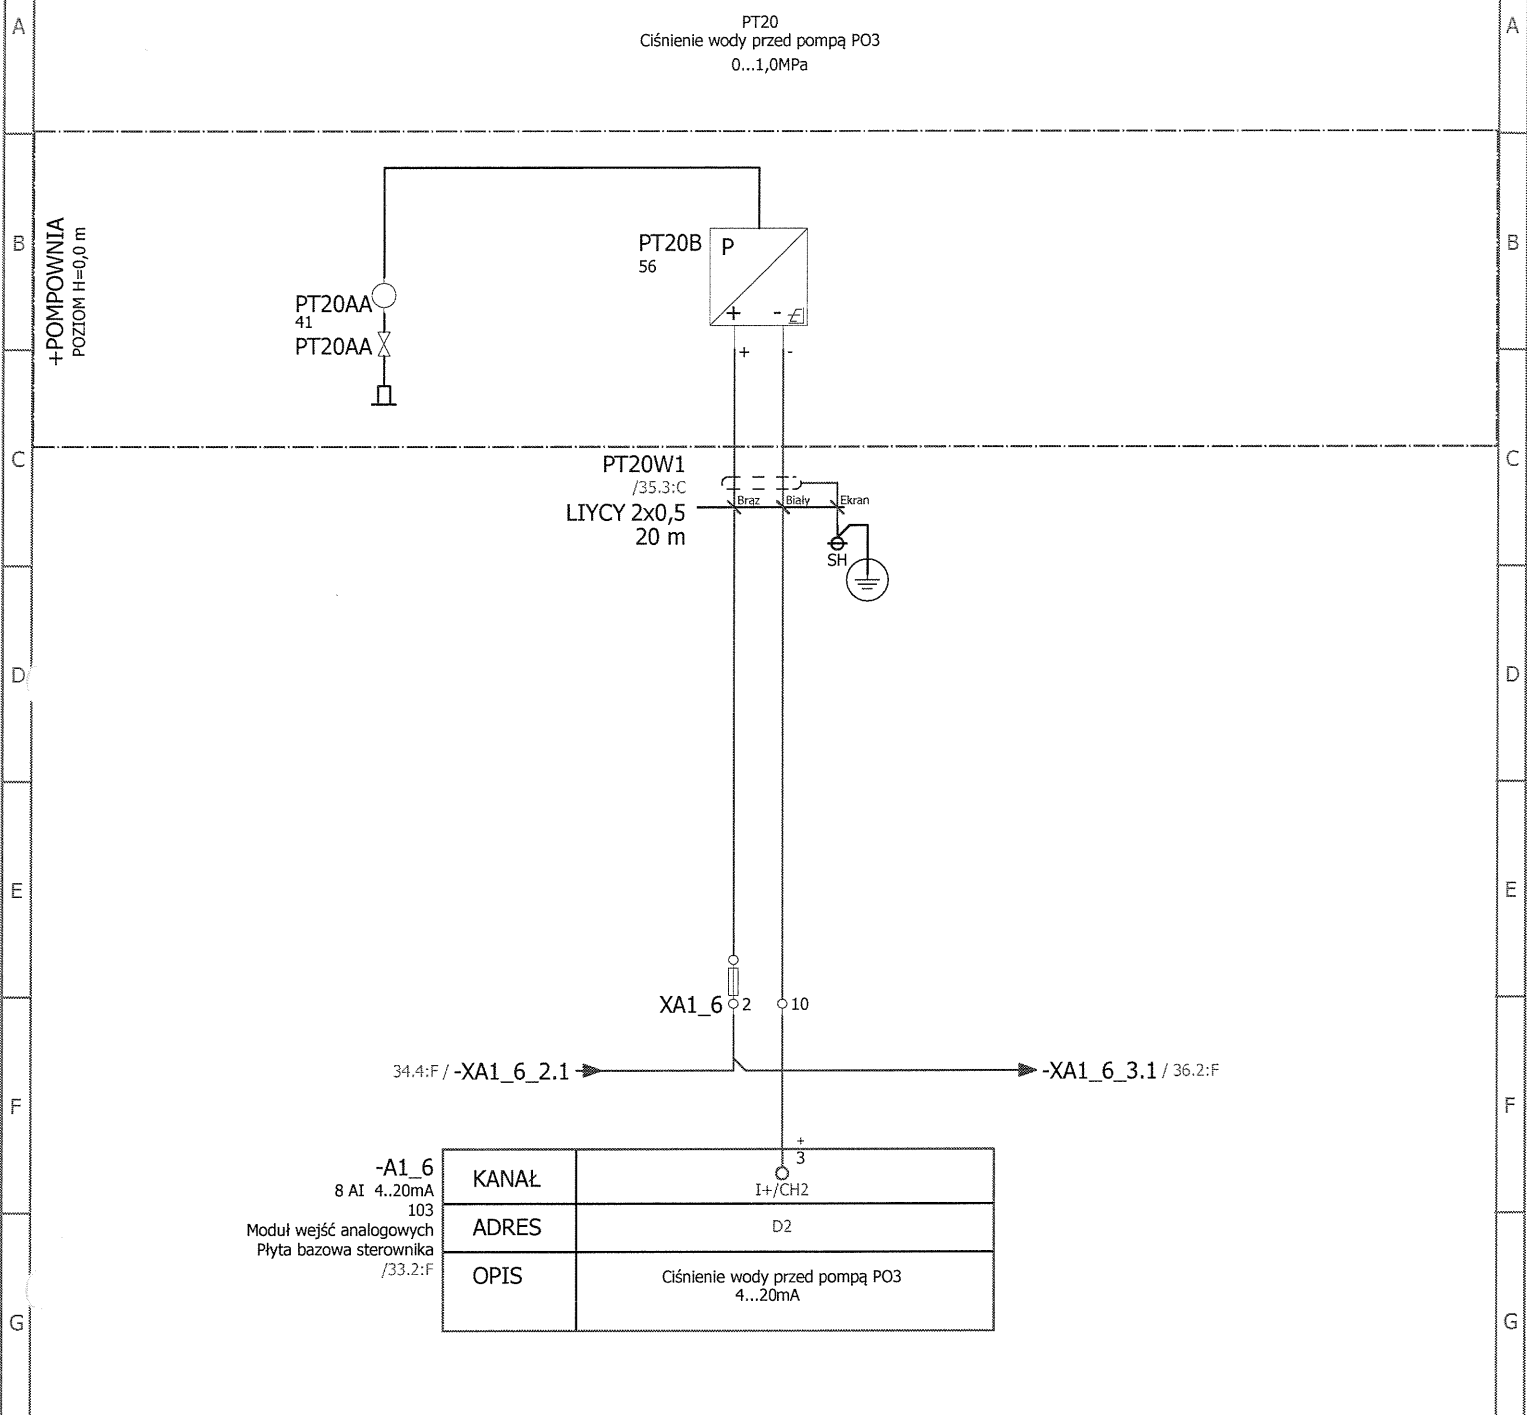 A
A
PT20
Ciśnienie wody przed pompą PO3
0...1,0MPa
B
B
+POMPOWNIA
POZIOM H=0,0 m
PT20B
56
P
+ -
+ -
PT20AA
41
PT20AA
C
C
PT20W1
/35.3:C
LIYCY 2x0,5
20 m
Brąz
Biały
Ekran
SH
D
D
E
E
XA1_6
2
10
34.4:F / -XA1_6_2.1
-XA1_6_3.1 / 36.2:F
F
F
-A1_6
8 AI 4..20mA
103
Moduł wejść analogowych
Płyta bazowa sterownika
/33.2:F
KANAŁ
+
3
I+/CH2
ADRES
D2
OPIS
Ciśnienie wody przed pompą PO3
4...20mA
G
G